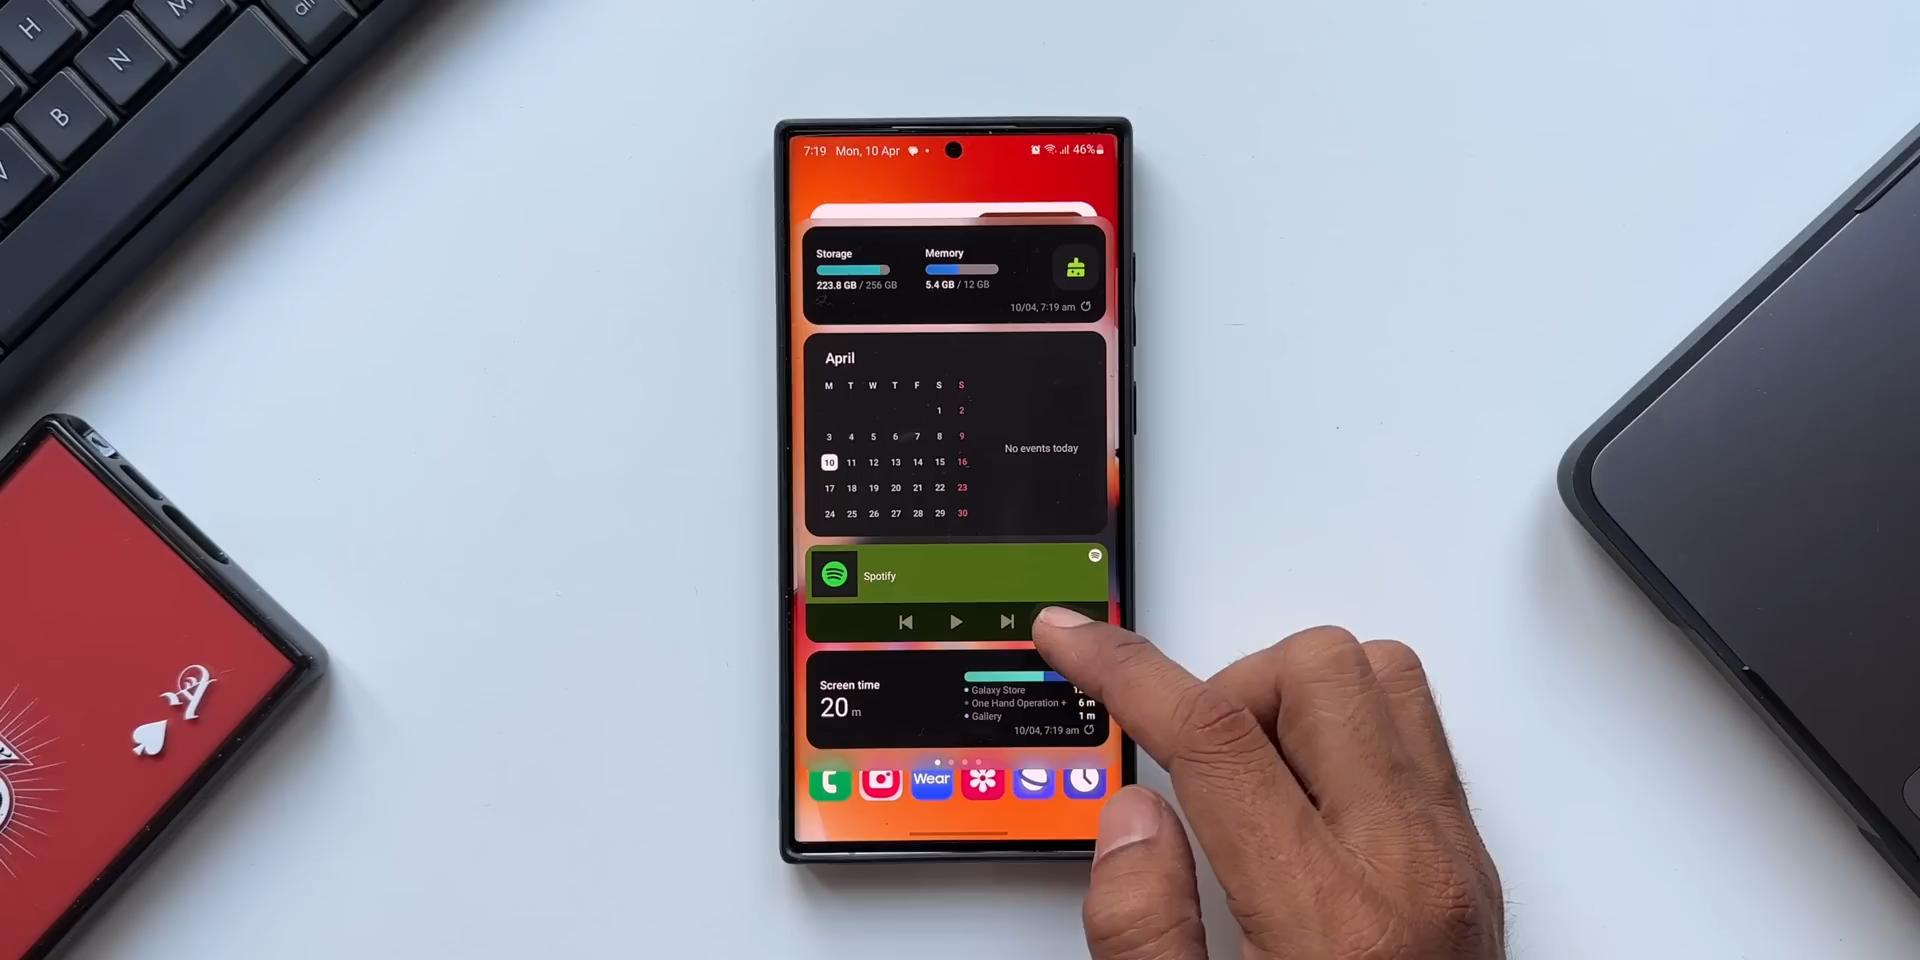 H
N
M
alt
B
V
7:19 Mon, 10 Apr
46%
Storage
Memory
223.8 GB / 256 GB
5.4 GB / 12 GB
10/04, 7:19 am
April
M T W T F S S
1 2
3 4 5 6 7 8 9
10 11 12 13 14 15 16
17 18 19 20 21 22 23
24 25 26 27 28 29 30
No events today
Spotify
Screen time
20 m
Galaxy Store
One Hand Operation + 6 m
Gallery 1 m
10/04, 7:19 am
Wear
A